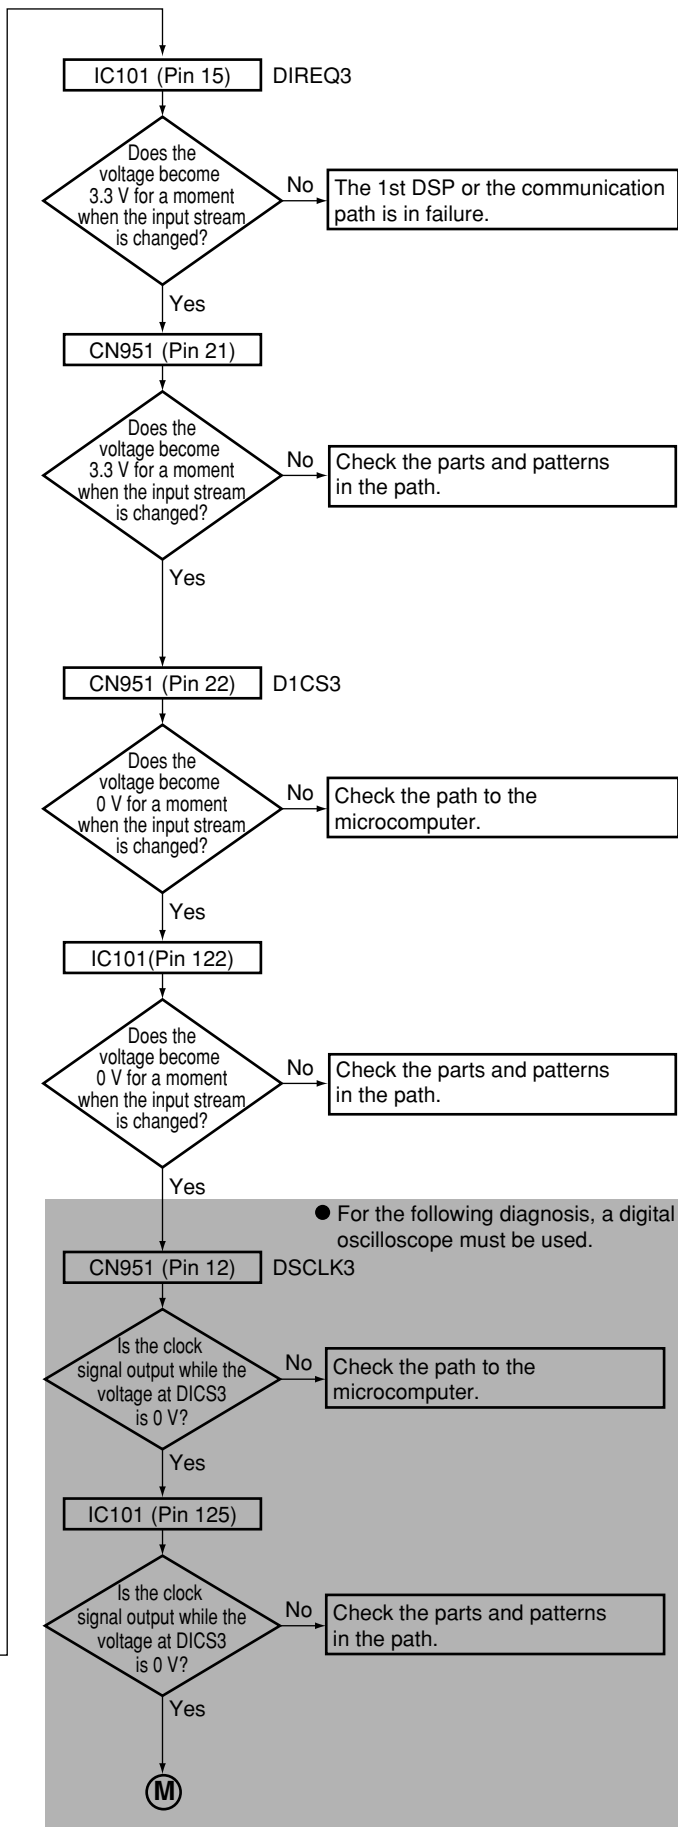 IC101 (Pin 15) DIREQ3
Does the
voltage become
3.3 V for a moment
when the input stream
is changed?
No
The 1st DSP or the communication
path is in failure.
Yes
CN951 (Pin 21)
Does the
voltage become
3.3 V for a moment
when the input stream
is changed?
No
Check the parts and patterns
in the path.
Yes
CN951 (Pin 22) D1CS3
Does the
voltage become
0 V for a moment
when the input stream
is changed?
No
Check the path to the
microcomputer.
Yes
IC101(Pin 122)
Does the
voltage become
0 V for a moment
when the input stream
is changed?
No
Check the parts and patterns
in the path.
Yes
● For the following diagnosis, a digital
oscilloscope must be used.
CN951 (Pin 12) DSCLK3
Is the clock
signal output while the
voltage at DICS3
is 0 V?
No
Check the path to the
microcomputer.
Yes
IC101 (Pin 125)
Is the clock
signal output while the
voltage at DICS3
is 0 V?
No
Check the parts and patterns
in the path.
Yes
M